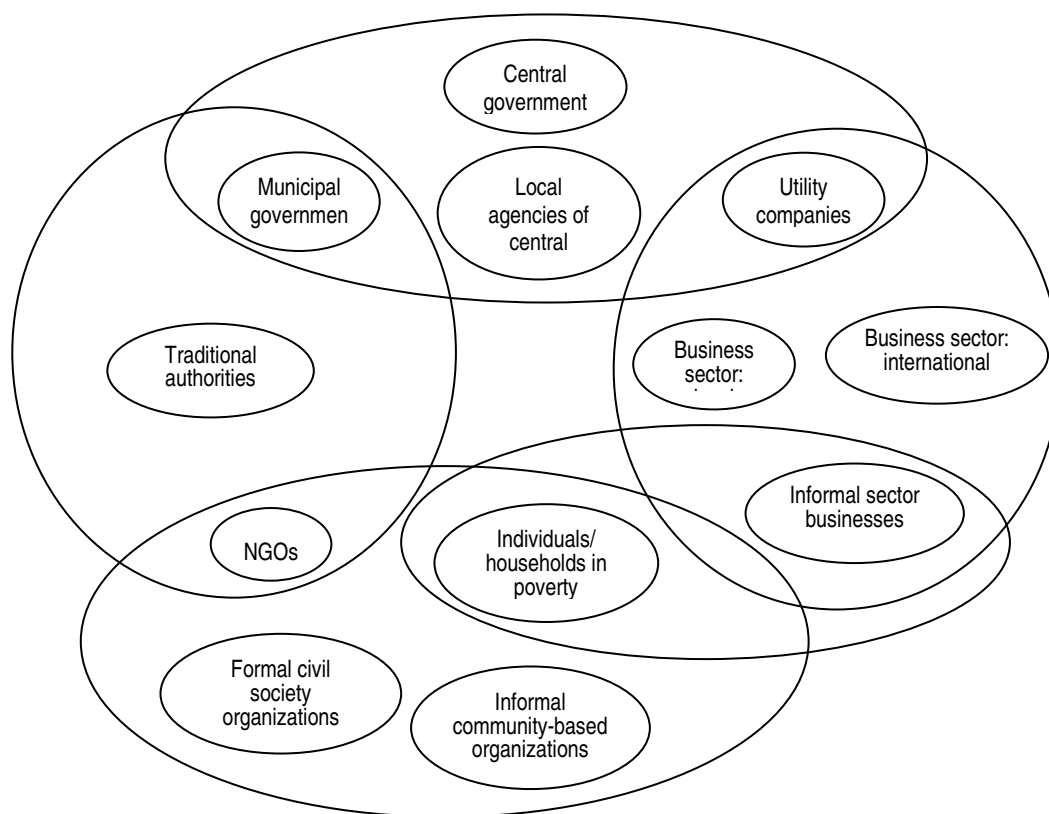 Central
government
Municipal
governmen
Local
agencies of
central
Utility
companies
Traditional
authorities
Business
sector:
Business sector:
international
Informal sector
businesses
NGOs
Individuals/
households in
poverty
Formal civil
society
organizations
Informal
community-based
organizations